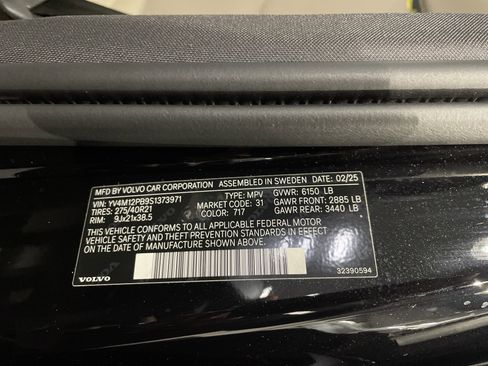 MFD BY VOLVO CAR CORPORATION ASSEMBLED IN SWEDEN DATE: 02/25
VIN: YV4M12PB9S1373971 TYPE: MPV GVWR: 6150 LB
TIRES: 275/40R21 MARKET CODE: 31 GAWR FRONT: 2885 LB
RIM: 9Jx21x38.5 COLOR: 717 GAWR REAR: 3440 LB
THIS VEHICLE CONFORMS TO ALL APPLICABLE FEDERAL MOTOR
VEHICLE SAFETY AND THEFT PREVENTION STANDARDS IN EFFECT
ON THE DATE OF MANUFACTURE SHOWN ABOVE.
VOLVO 32390594